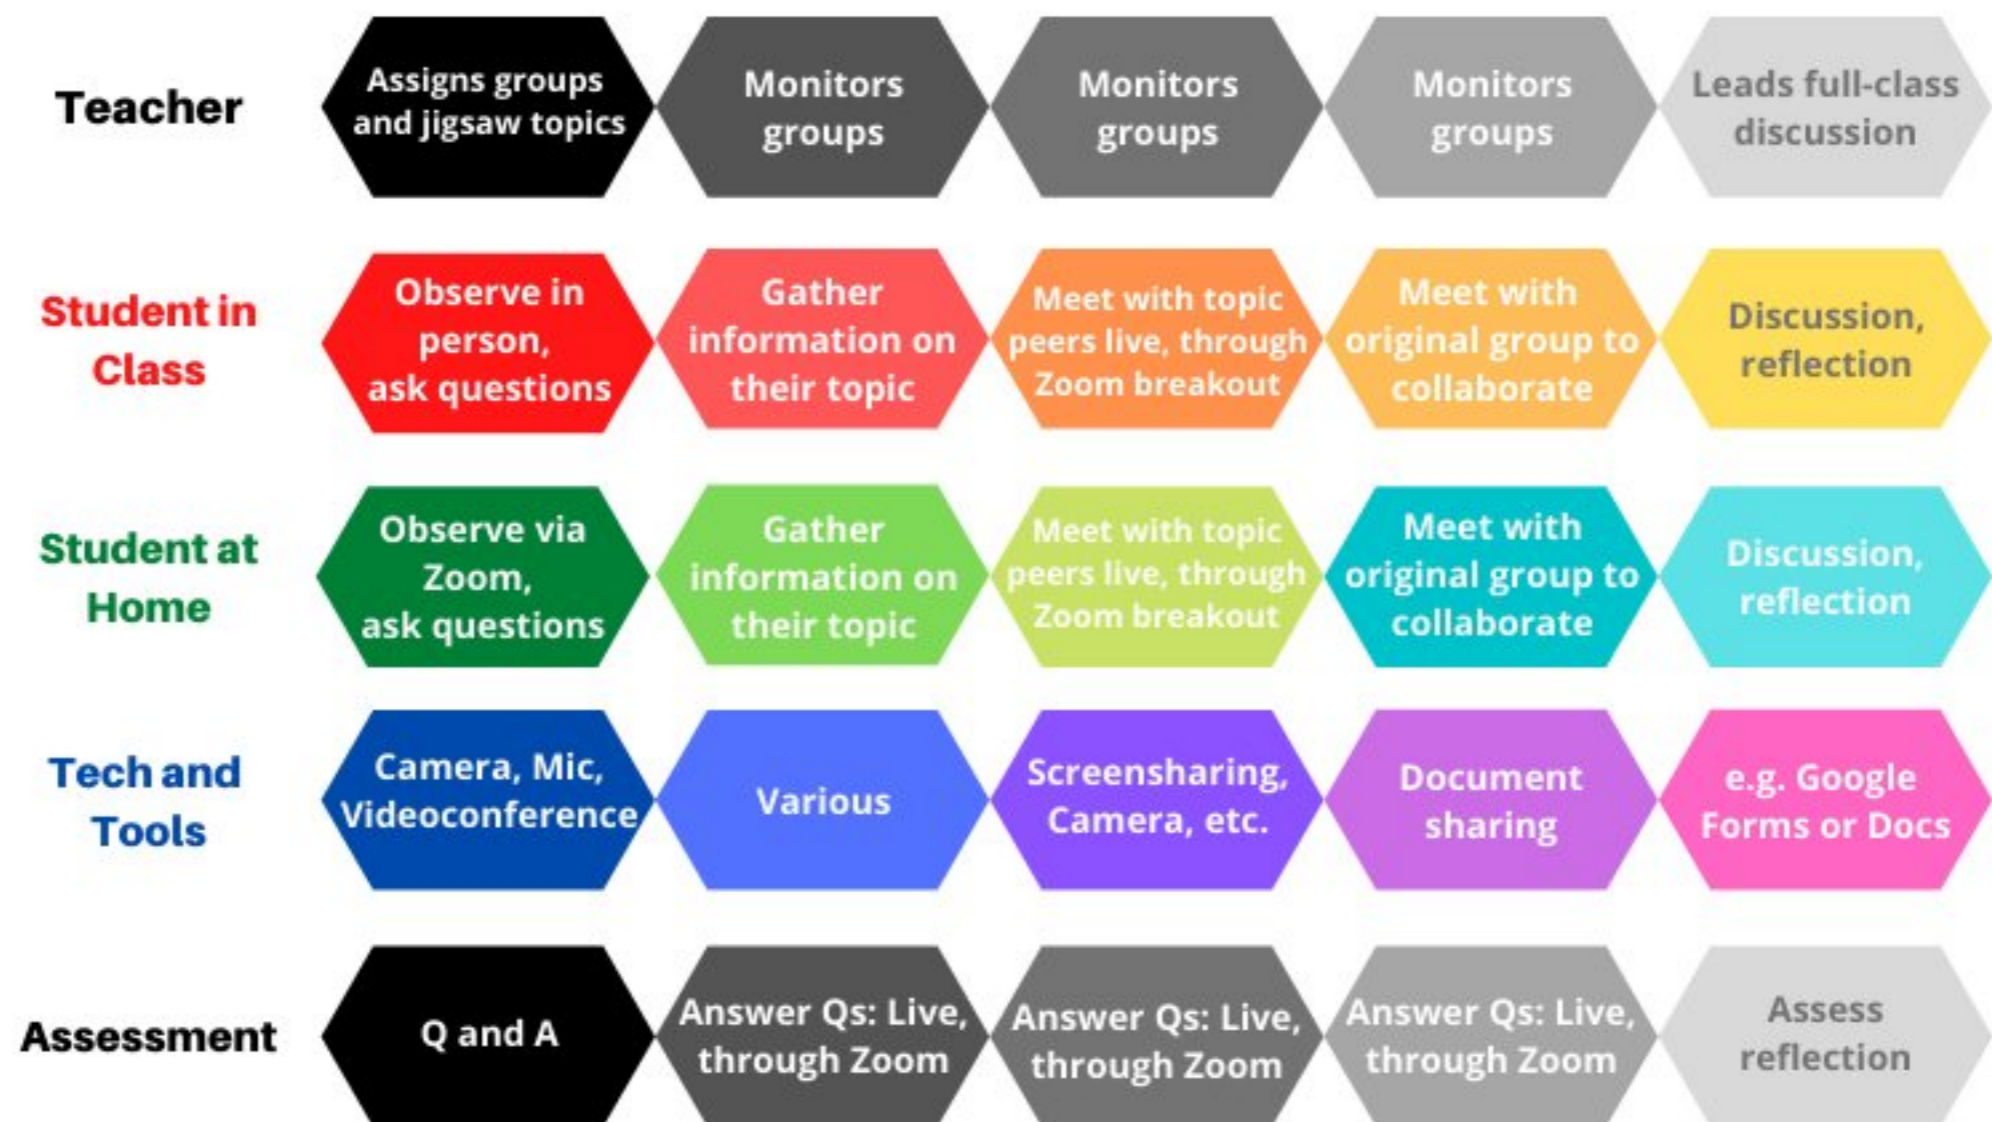 Teacher
Assigns groups
and jigsaw topics
Monitors
groups
Monitors
groups
Monitors
groups
Leads full-class
discussion
Student in
Class
Observe in
person,
ask questions
Gather
information on
their topic
Meet with topic
peers live, through
Zoom breakout
Meet with
original group to
collaborate
Discussion,
reflection
Student at
Home
Observe via
Zoom,
ask questions
Gather
information on
their topic
Meet with topic
peers live, through
Zoom breakout
Meet with
original group to
collaborate
Discussion,
reflection
Tech and
Tools
Camera, Mic,
Videoconference
Various
Screensharing,
Camera, etc.
Document
sharing
e.g. Google
Forms or Docs
Assessment
Q and A
Answer Qs: Live,
through Zoom
Answer Qs: Live,
through Zoom
Answer Qs: Live,
through Zoom
Assess
reflection